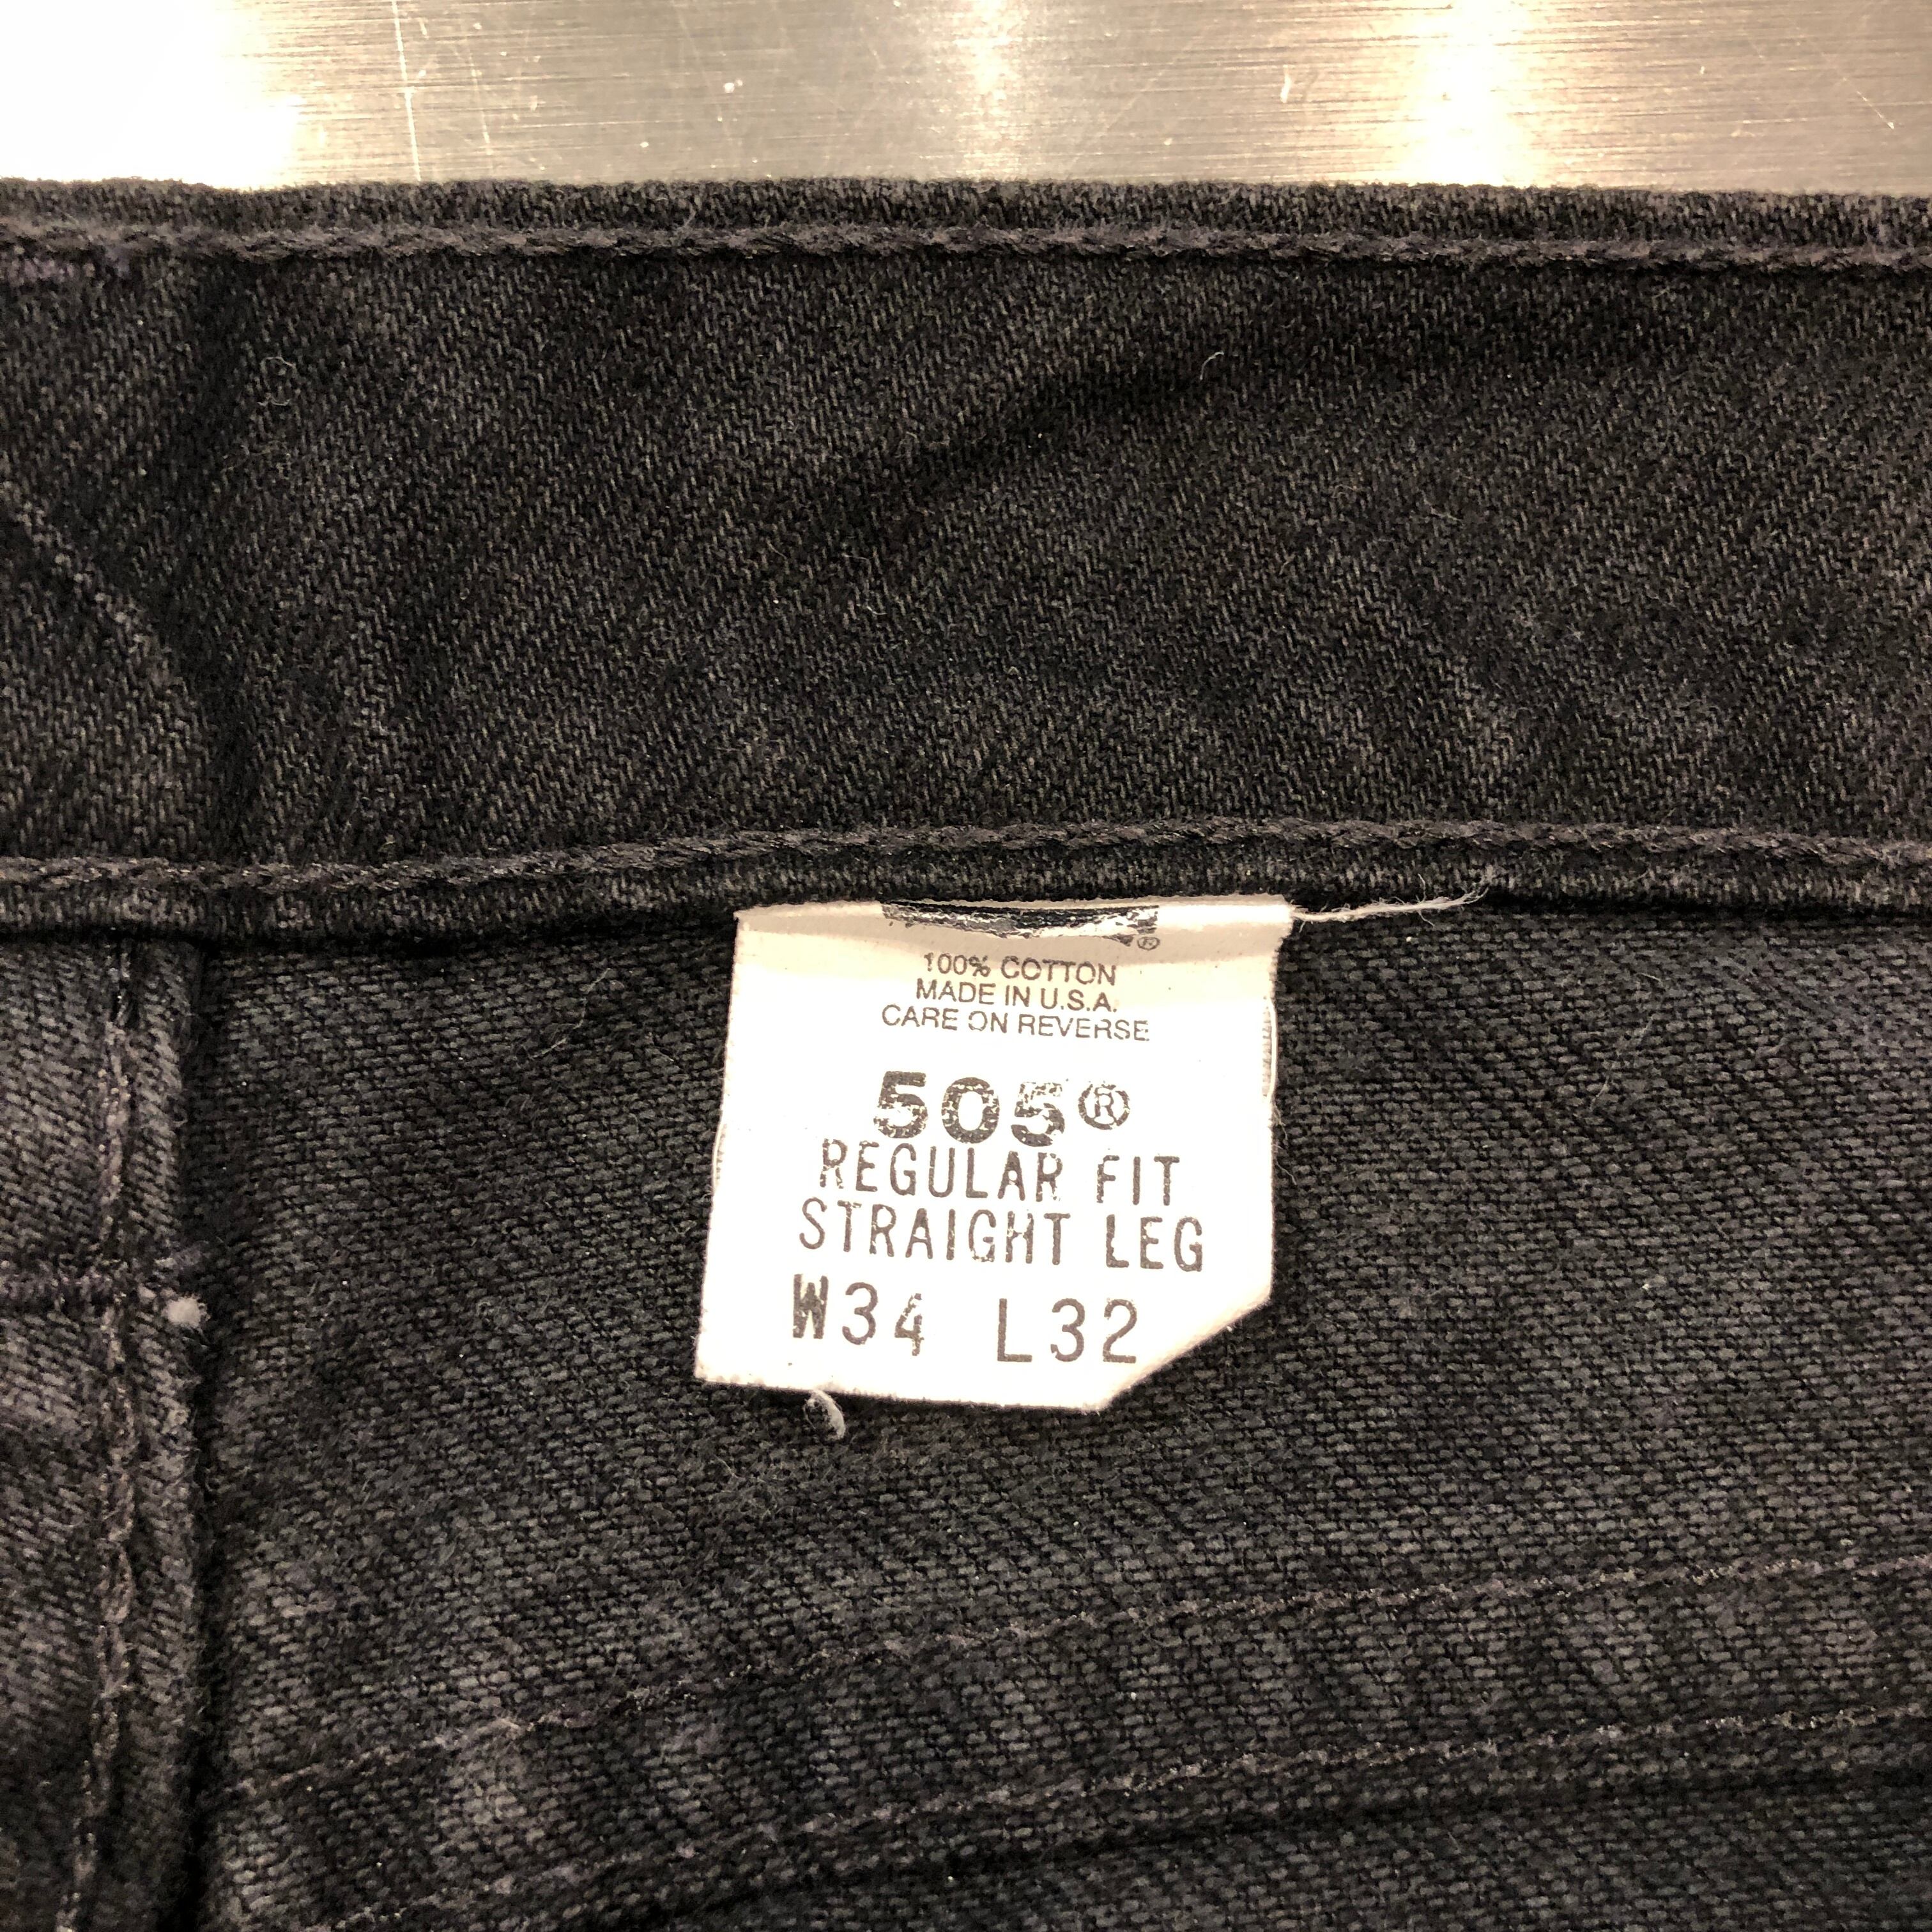 ®
100% COTTON
MADE IN U.S.A.
CARE ON REVERSE
505®
REGULAR FIT
STRAIGHT LEG
W34 L32